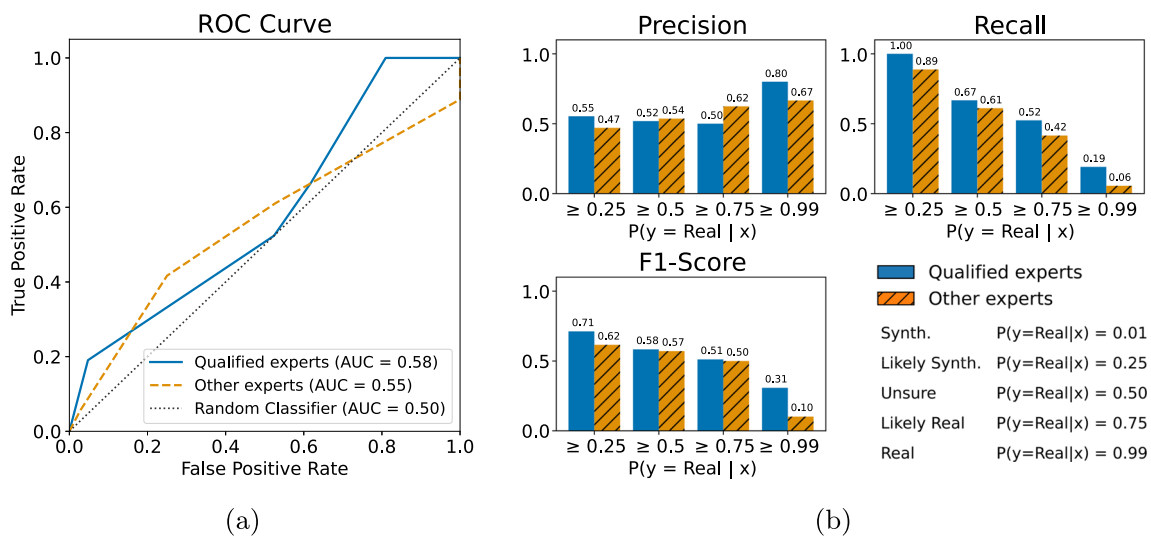 ROC Curve
1.0
0.8
0.6
0.4
0.2
0.0
True Positive Rate
Qualified experts (AUC = 0.58)
Other experts (AUC = 0.55)
Random Classifier (AUC = 0.50)
0.0 0.2 0.4 0.6 0.8 1.0
False Positive Rate
(a)
Precision
1.0
0.5
0.0
0.55 0.47 0.52 0.54 0.50 0.62 0.80 0.67
≥ 0.25 ≥ 0.5 ≥ 0.75 ≥ 0.99
P(y = Real | x)
Recall
1.0
0.5
0.0
1.00 0.89 0.67 0.61 0.52 0.42 0.19 0.06
≥ 0.25 ≥ 0.5 ≥ 0.75 ≥ 0.99
P(y = Real | x)
F1-Score
1.0
0.5
0.0
0.71 0.62 0.58 0.57 0.51 0.50 0.31 0.10
≥ 0.25 ≥ 0.5 ≥ 0.75 ≥ 0.99
P(y = Real | x)
Qualified experts
Other experts
Synth. P(y=Real|x) = 0.01
Likely Synth. P(y=Real|x) = 0.25
Unsure P(y=Real|x) = 0.50
Likely Real P(y=Real|x) = 0.75
Real P(y=Real|x) = 0.99
(b)